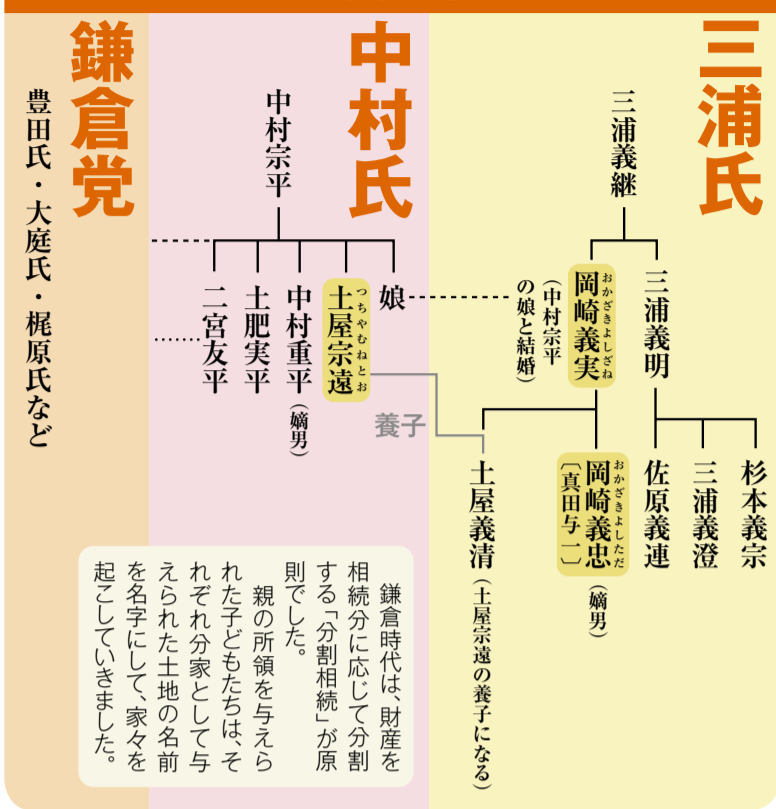 三浦氏
三浦義継
三浦義明
おかざきよしざね
岡崎義実
(中村宗平
の娘と結婚)
杉本義宗
三浦義澄
佐原義連
おかざきよしただ
岡崎義忠
〔真田与一〕
(嫡男)
土屋義清(土屋宗遠の養子になる)
中村氏
中村宗平
娘
つちやむねとお
土屋宗遠
養子
中村重平(嫡男)
土肥実平
二宮友平
鎌倉時代は、財産を
相続分に応じて分割
する「分割相続」が原
則でした。
親の所領を与えら
れた子どもたちは、そ
れぞれ分家として与
えられた土地の名前
を名字にして、家々を
起こしていきました。
鎌倉党
豊田氏・大庭氏・梶原氏など